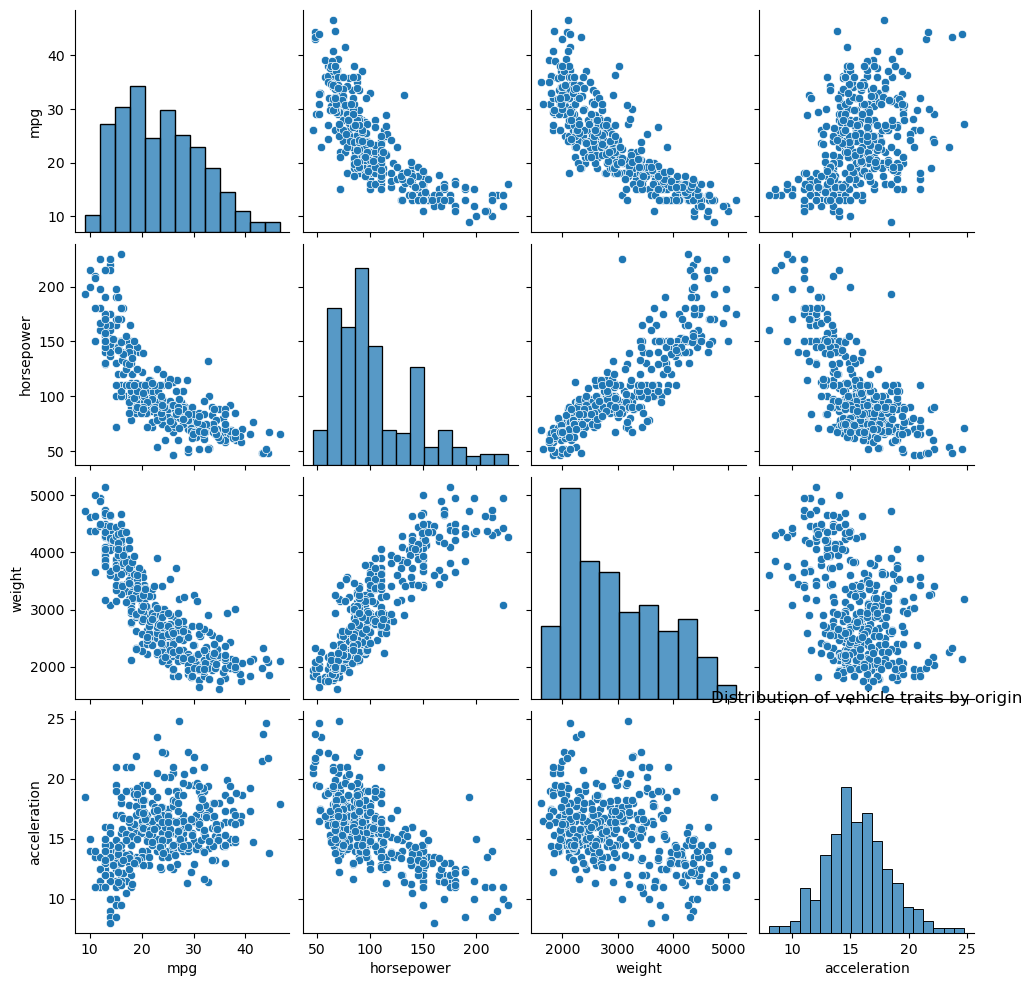 40
30
20
10
mpg
200
150
100
50
horsepower
5000
4000
3000
2000
weight
Distribution of vehicle traits by origin
25
20
15
10
acceleration
10 20 30 40 50 100 150 200 2000 3000 4000 5000 10 15 20 25
mpg horsepower weight acceleration